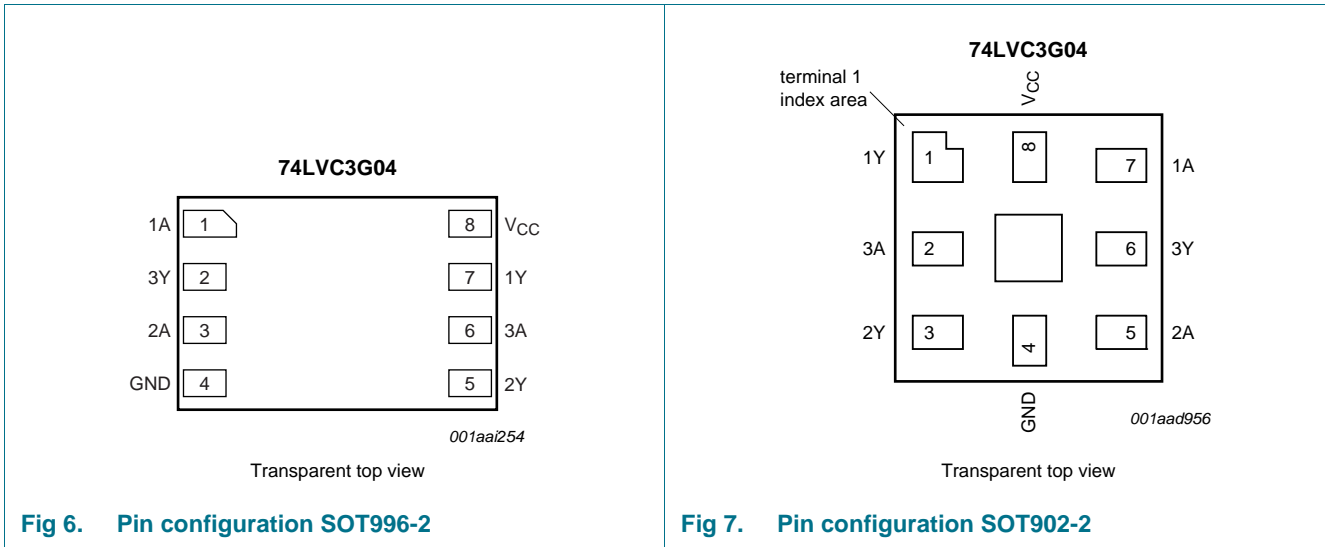 74LVC3G04
1A 1 8 VCC
3Y 2 7 1Y
2A 3 6 3A
GND 4 5 2Y
001aai254
Transparent top view
Fig 6. Pin configuration SOT996-2
74LVC3G04
terminal 1
index area
VCC
1Y 1 8 7 1A
3A 2 6 3Y
2Y 3 4 5 2A
GND
001aad956
Transparent top view
Fig 7. Pin configuration SOT902-2